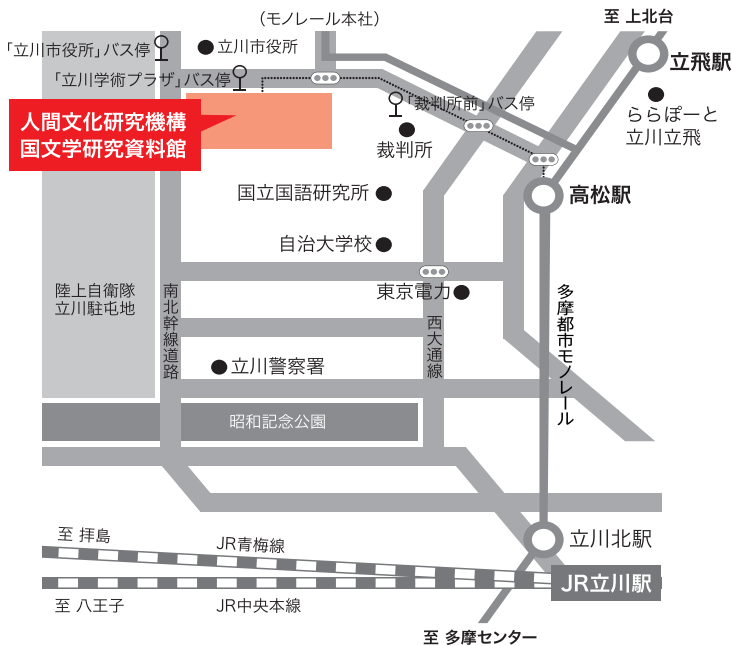 （モノレール本社）
至 上北台
「立川市役所」バス停
立川市役所
立飛駅
「立川学術プラザ」バス停
ららぽーと
立川立飛
「裁判所前」バス停
人間文化研究機構
国文学研究資料館
裁判所
国立国語研究所
高松駅
自治大学校
東京電力
陸上自衛隊
立川駐屯地
南北幹線道路
西大通線
多摩都市モノレール
立川警察署
昭和記念公園
至 拝島
JR青梅線
立川北駅
JR立川駅
至 八王子
JR中央本線
至 多摩センター